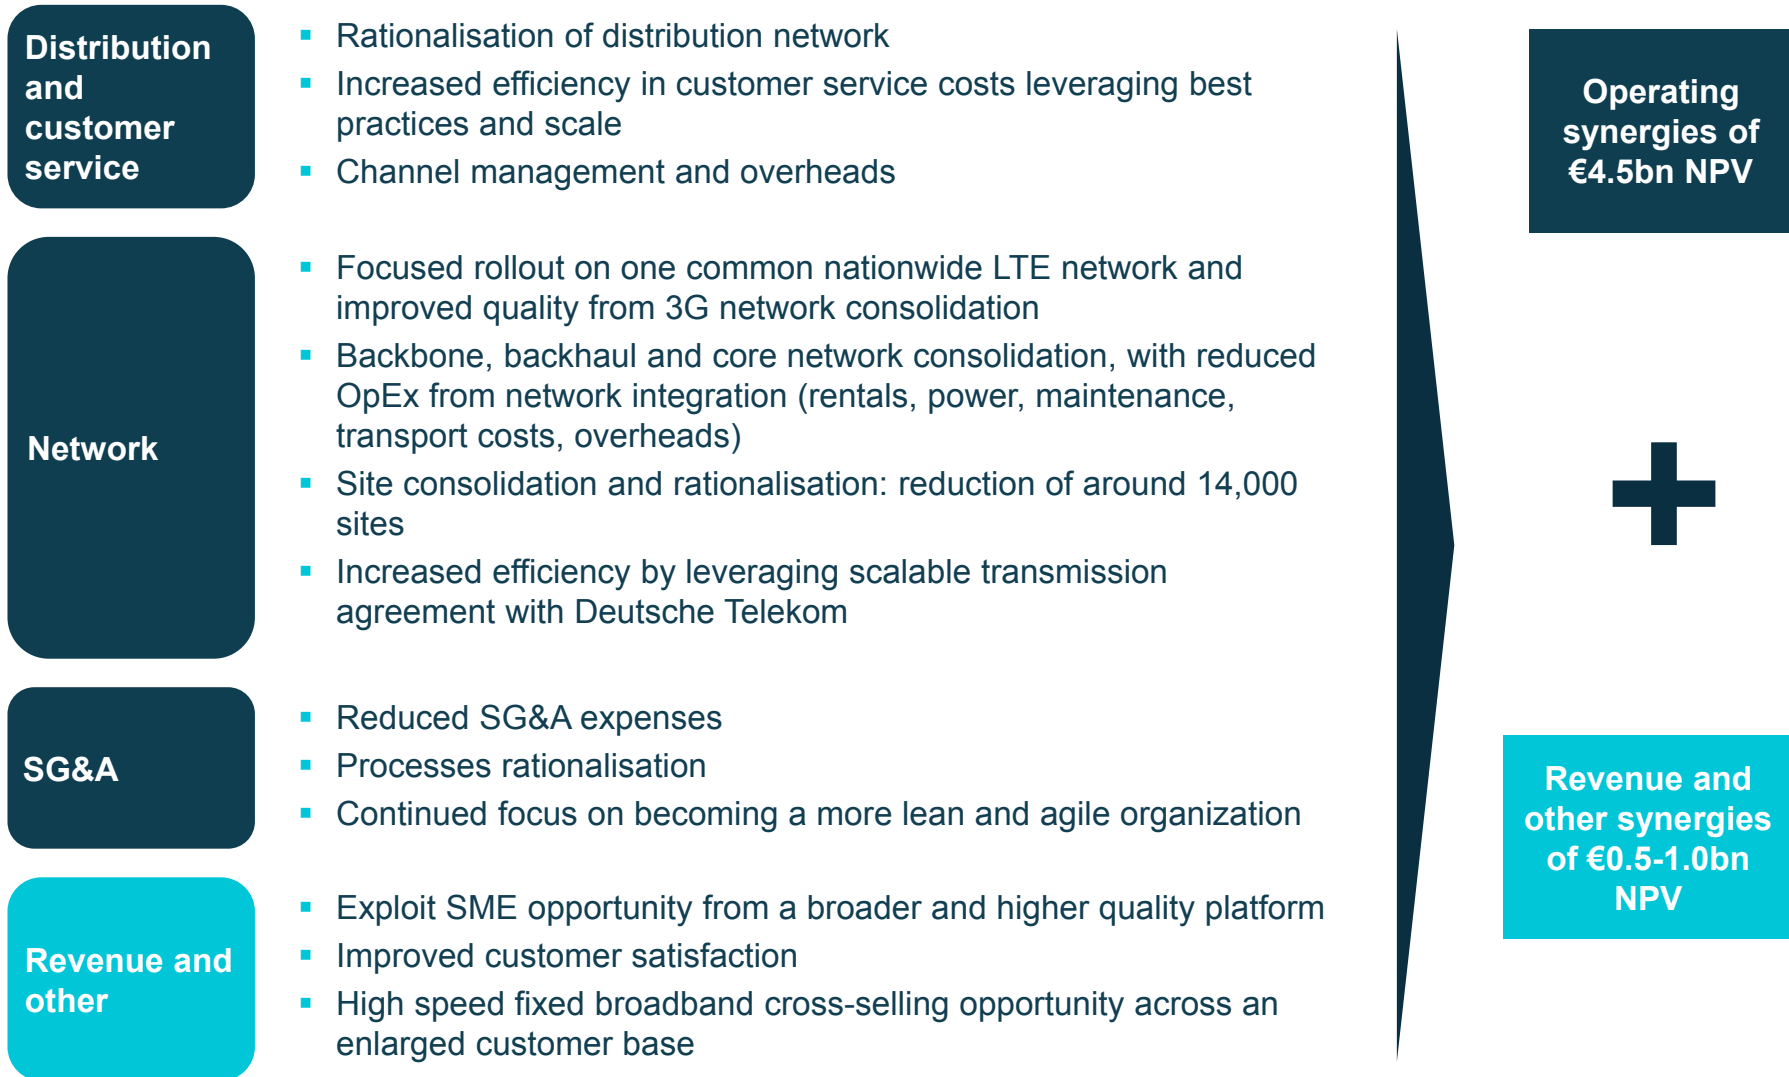 Distribution
and
customer
service
Rationalisation of distribution network
Increased efficiency in customer service costs leveraging best
practices and scale
Channel management and overheads
Network
Focused rollout on one common nationwide LTE network and
improved quality from 3G network consolidation
Backbone, backhaul and core network consolidation, with reduced
OpEx from network integration (rentals, power, maintenance,
transport costs, overheads)
Site consolidation and rationalisation: reduction of around 14,000
sites
Increased efficiency by leveraging scalable transmission
agreement with Deutsche Telekom
SG&A
Reduced SG&A expenses
Processes rationalisation
Continued focus on becoming a more lean and agile organization
Revenue and
other
Exploit SME opportunity from a broader and higher quality platform
Improved customer satisfaction
High speed fixed broadband cross-selling opportunity across an
enlarged customer base
Operating
synergies of
€4.5bn NPV
+
Revenue and
other synergies
of €0.5-1.0bn
NPV